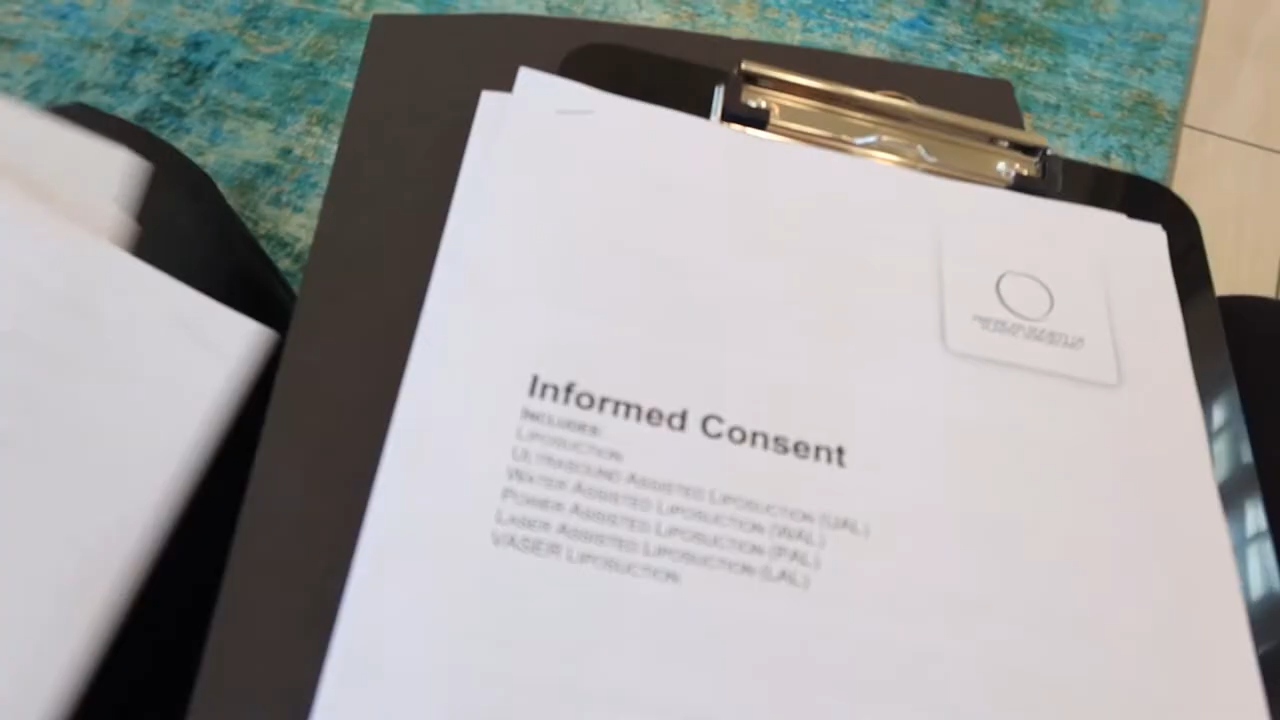 Informed Consent
INCLUDES:
LIPOSUCTION
ULTRASOUND ASSISTED LIPOSUCTION (UAL)
WATER ASSISTED LIPOSUCTION (WAL)
POWER ASSISTED LIPOSUCTION (PAL)
LASER ASSISTED LIPOSUCTION (LAL)
VASER LIPOSUCTION